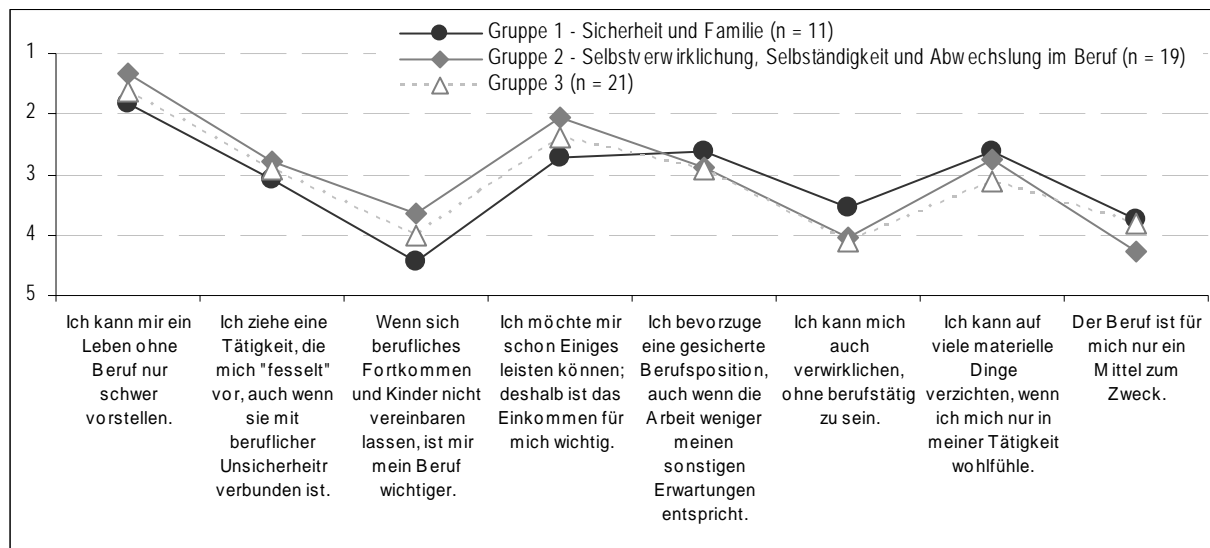 Gruppe 1 - Sicherheit und Familie (n = 11)
Gruppe 2 - Selbstverwirklichung, Selbständigkeit und Abwechslung im Beruf (n = 19)
Gruppe 3 (n = 21)
1
2
3
4
5
Ich kann mir ein
Leben ohne
Beruf nur
schwer
vorstellen.
Ich ziehe eine
Tätigkeit, die
mich "fesselt"
vor, auch wenn
sie mit
beruflicher
Unsicherheitr
verbunden ist.
Wenn sich
berufliches
Fortkommen
und Kinder nicht
vereinbaren
lassen, ist mir
mein Beruf
wichtiger.
Ich möchte mir
schon Einiges
leisten können;
deshalb ist das
Einkommen für
mich wichtig.
Ich bevorzuge
eine gesicherte
Berufsposition,
auch wenn die
Arbeit weniger
meinen
sonstigen
Erwartungen
entspricht.
Ich kann mich
auch
verwirklichen,
ohne berufstätig
zu sein.
Ich kann auf
viele materielle
Dinge
verzichten, wenn
ich mich nur in
meiner Tätigkeit
wohlfühle.
Der Beruf ist für
mich nur ein
Mittel zum
Zweck.